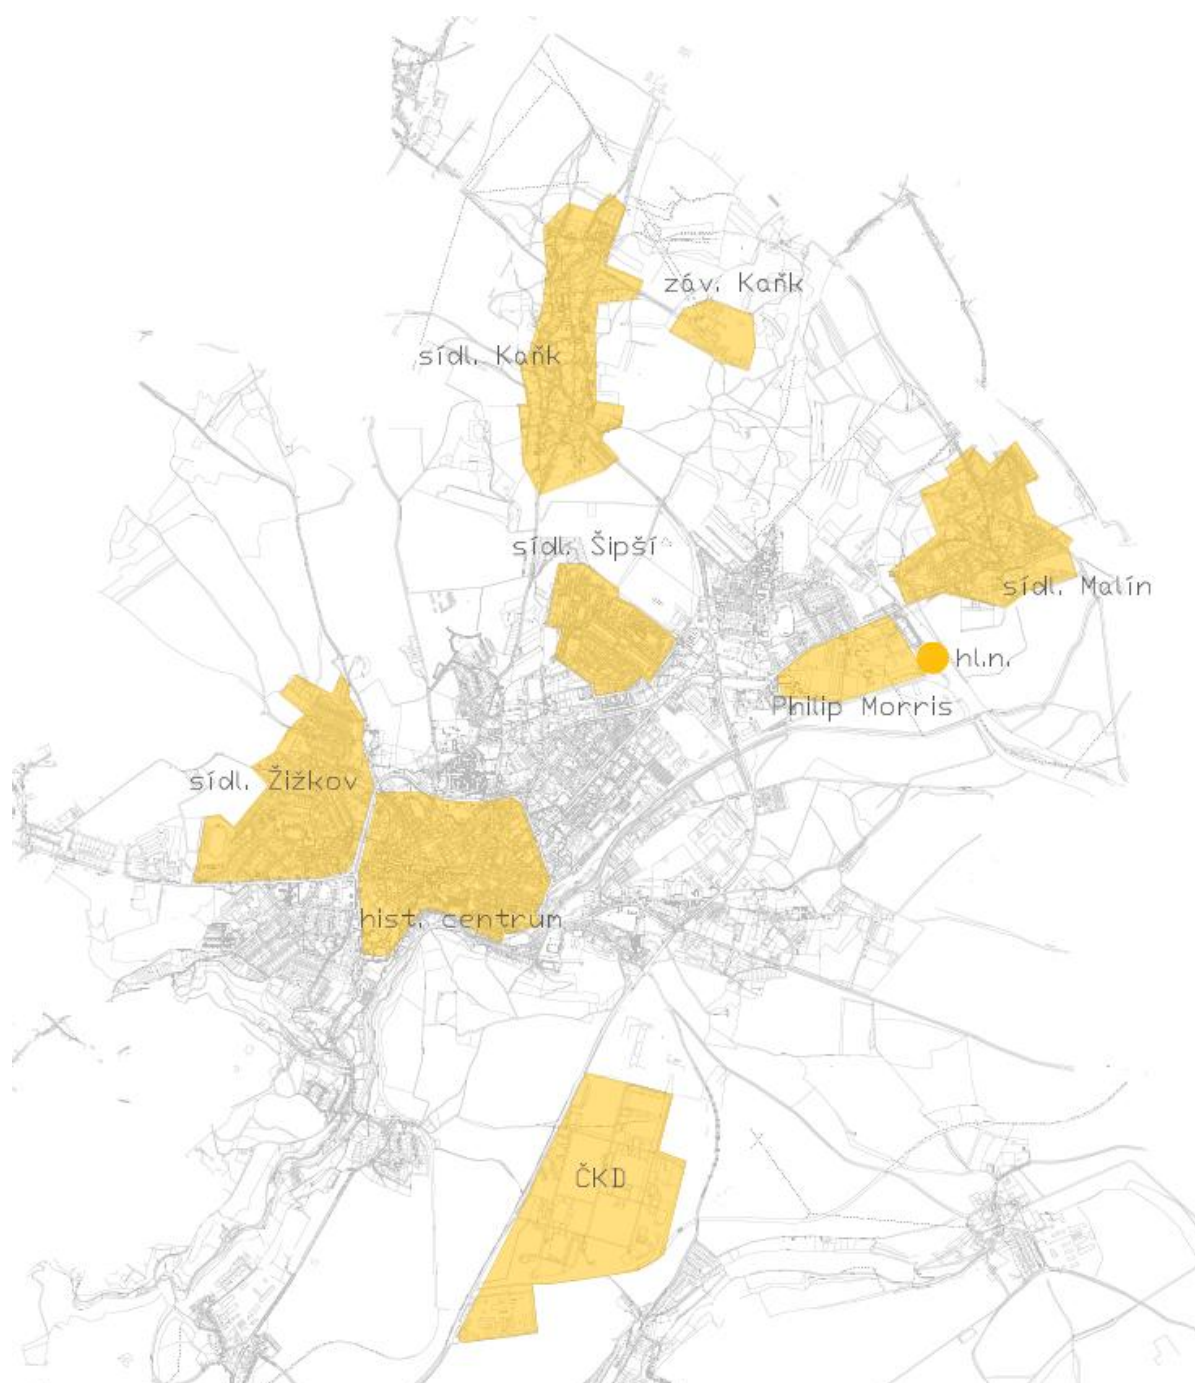 záv. Kaňk
sídl. Kaňk
sídl. Šipší
sídl. Malín
hl.n.
Philip Morris
sídl. Žižkov
hist. centrum
ČKD